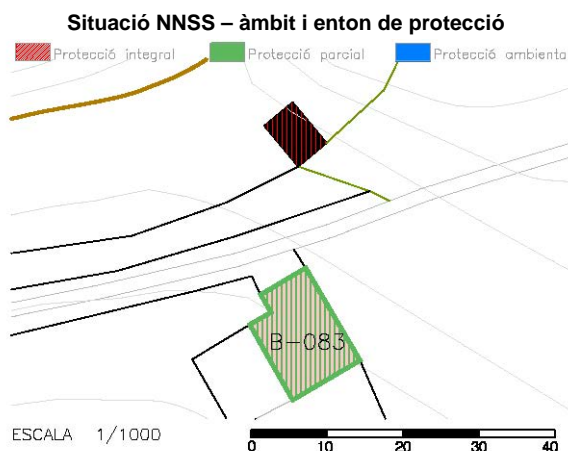 Situació NNSS – àmbit i enton de protecció
Protecció integral Protecció parcial Protecció ambienta
B-083
ESCALA 1/1000
0 10 20 30 40